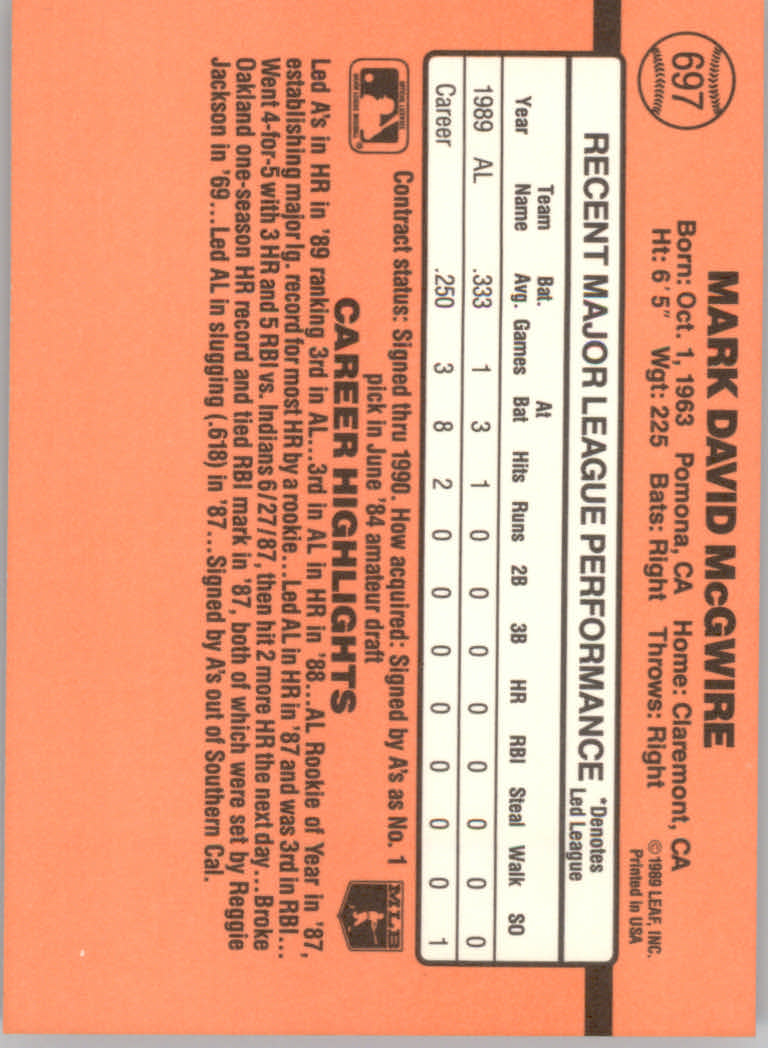 697
MARK DAVID McGWIRE
Born: Oct. 1, 1963 Pomona, CA Home: Claremont, CA
Ht: 6' 5" Wgt: 225 Bats: Right Throws: Right
©1989 LEAF, INC.
Printed in USA
RECENT MAJOR LEAGUE PERFORMANCE *Denotes Led League
Year Team Name Bat. Avg. Games At Bat Hits Runs 2B 3B HR RBI Steal Walk SO
1989 AL .333 1 3 1 0 0 0 0 0 0 0 0
Career .250 3 8 2 0 0 0 0 0 0 0 1
Contract status: Signed thru 1990. How acquired: Signed by A's as No. 1
pick in June '84 amateur draft
MLB
CAREER HIGHLIGHTS
Led A's in HR in '89 ranking 3rd in AL...3rd in AL in HR in '88...AL Rookie of Year in '87,
establishing major lg. record for most HR by a rookie...Led AL in HR in '87 and was 3rd in RBI...
Went 4-for-5 with 3 HR and 5 RBI vs. Indians 6/27/87, then hit 2 more HR the next day...Broke
Oakland one-season HR record and tied RBI mark in '87, both of which were set by Reggie
Jackson in '69...Led AL in slugging (.618) in '87...Signed by A's out of Southern Cal.